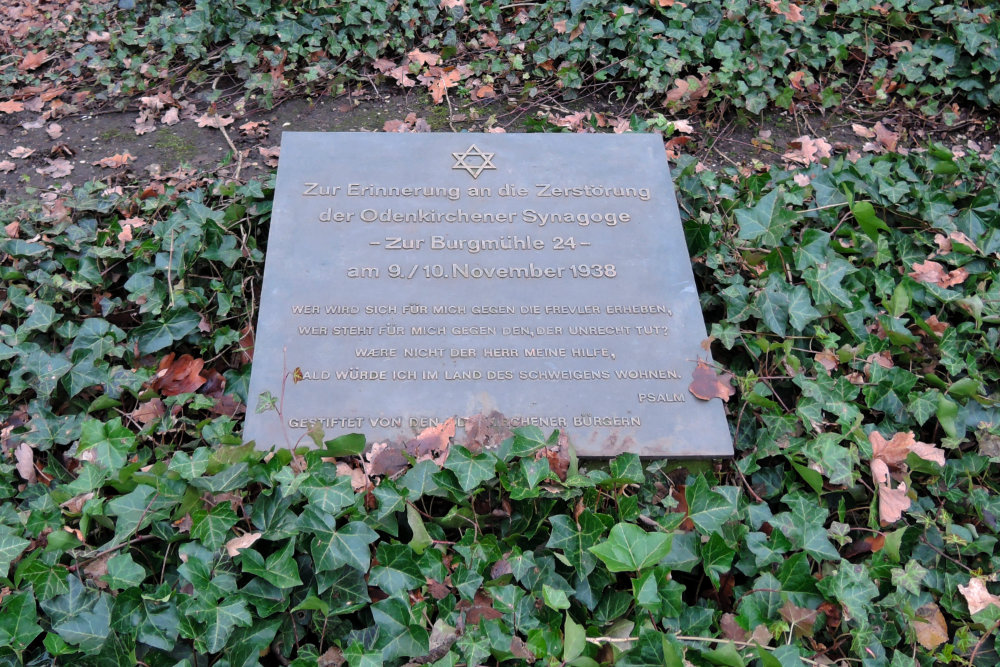 Zur Erinnerung an die Zerstörung
der Odenkirchener Synagoge
– Zur Burgmühle 24 –
am 9./10. November 1938
WER WIRD SICH FÜR MICH GEGEN DIE FREVLER ERHEBEN,
WER STEHT FÜR MICH GEGEN DEN, DER UNRECHT TUT?
WÆRE NICHT DER HERR MEINE HILFE,
ALD WÜRDE ICH IM LAND DES SCHWEIGENS WOHNEN.
PSALM
GESTIFTET VON DEN BÜRGERN